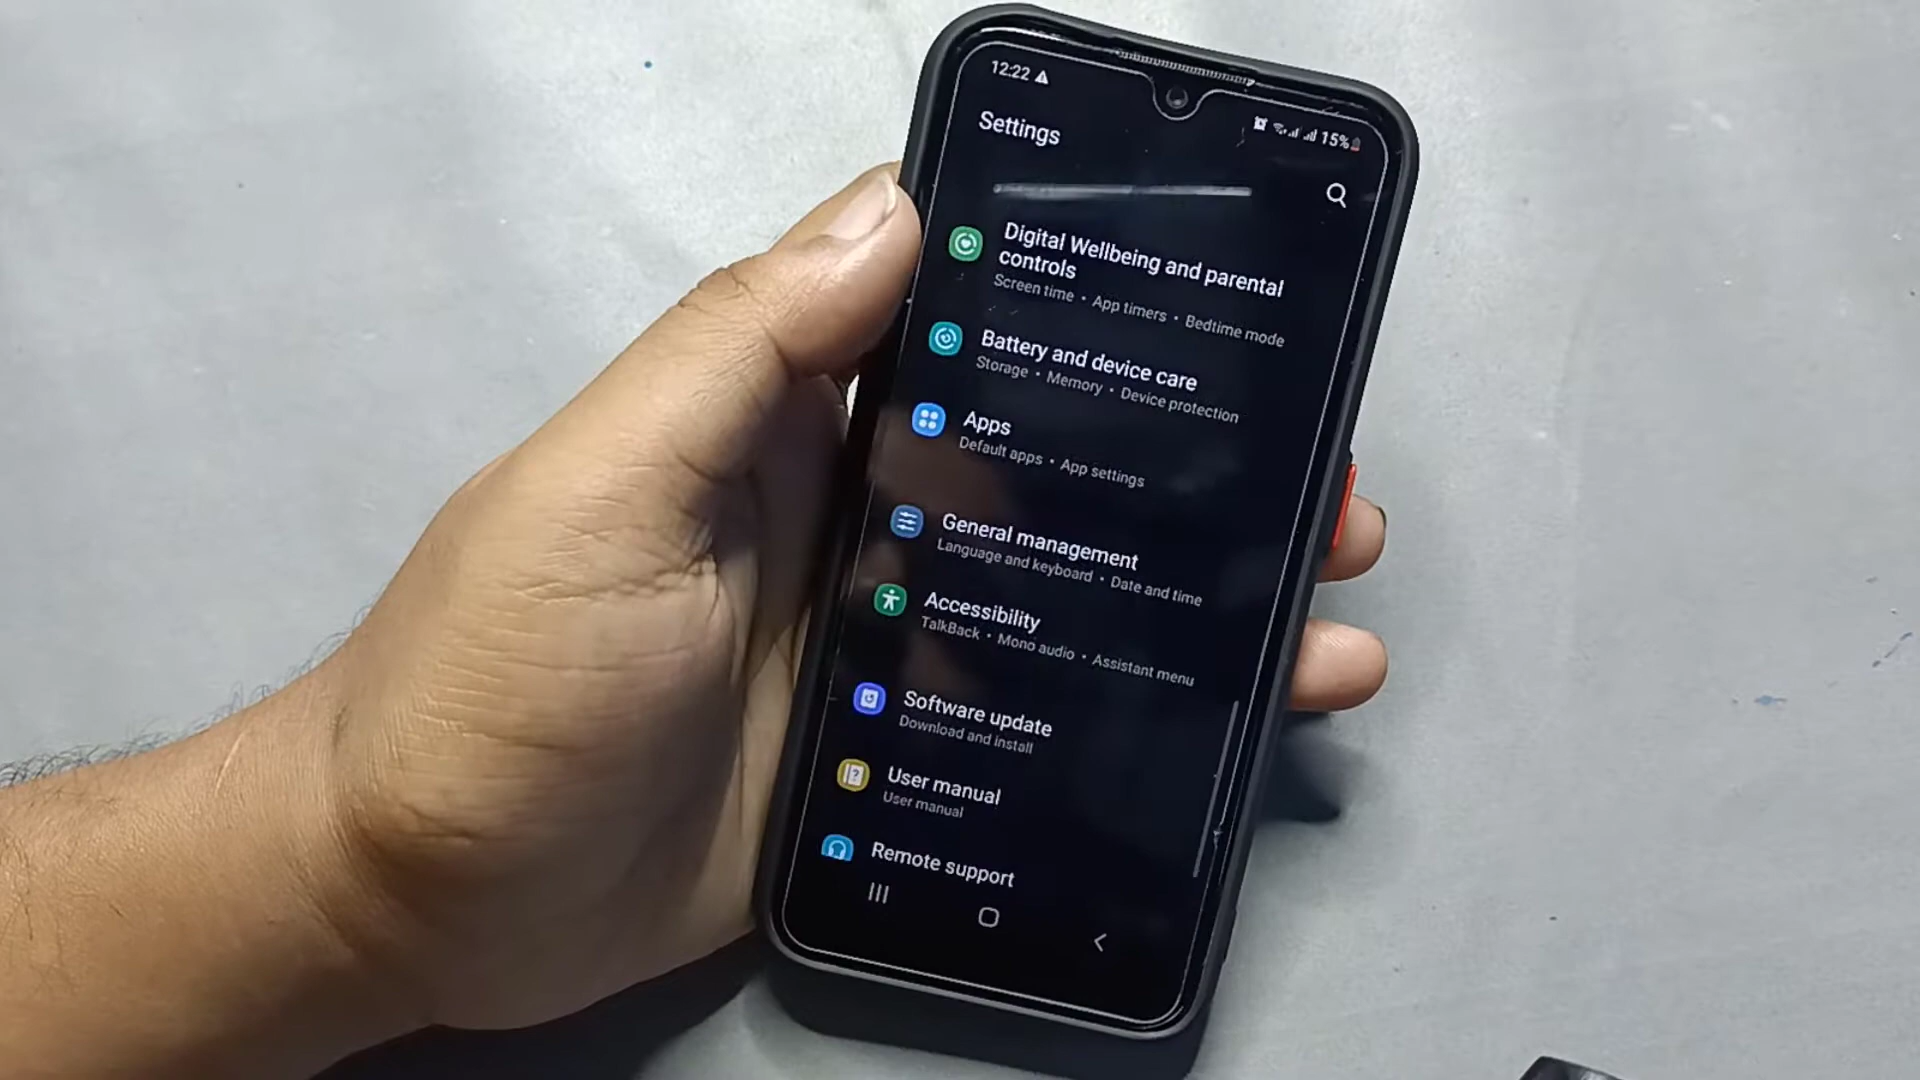 12:22
15%
Settings
Digital Wellbeing and parental
controls
Screen time • App timers • Bedtime mode
Battery and device care
Storage • Memory • Device protection
Apps
Default apps • App settings
General management
Language and keyboard • Date and time
Accessibility
TalkBack • Mono audio • Assistant menu
Software update
Download and install
User manual
User manual
Remote support